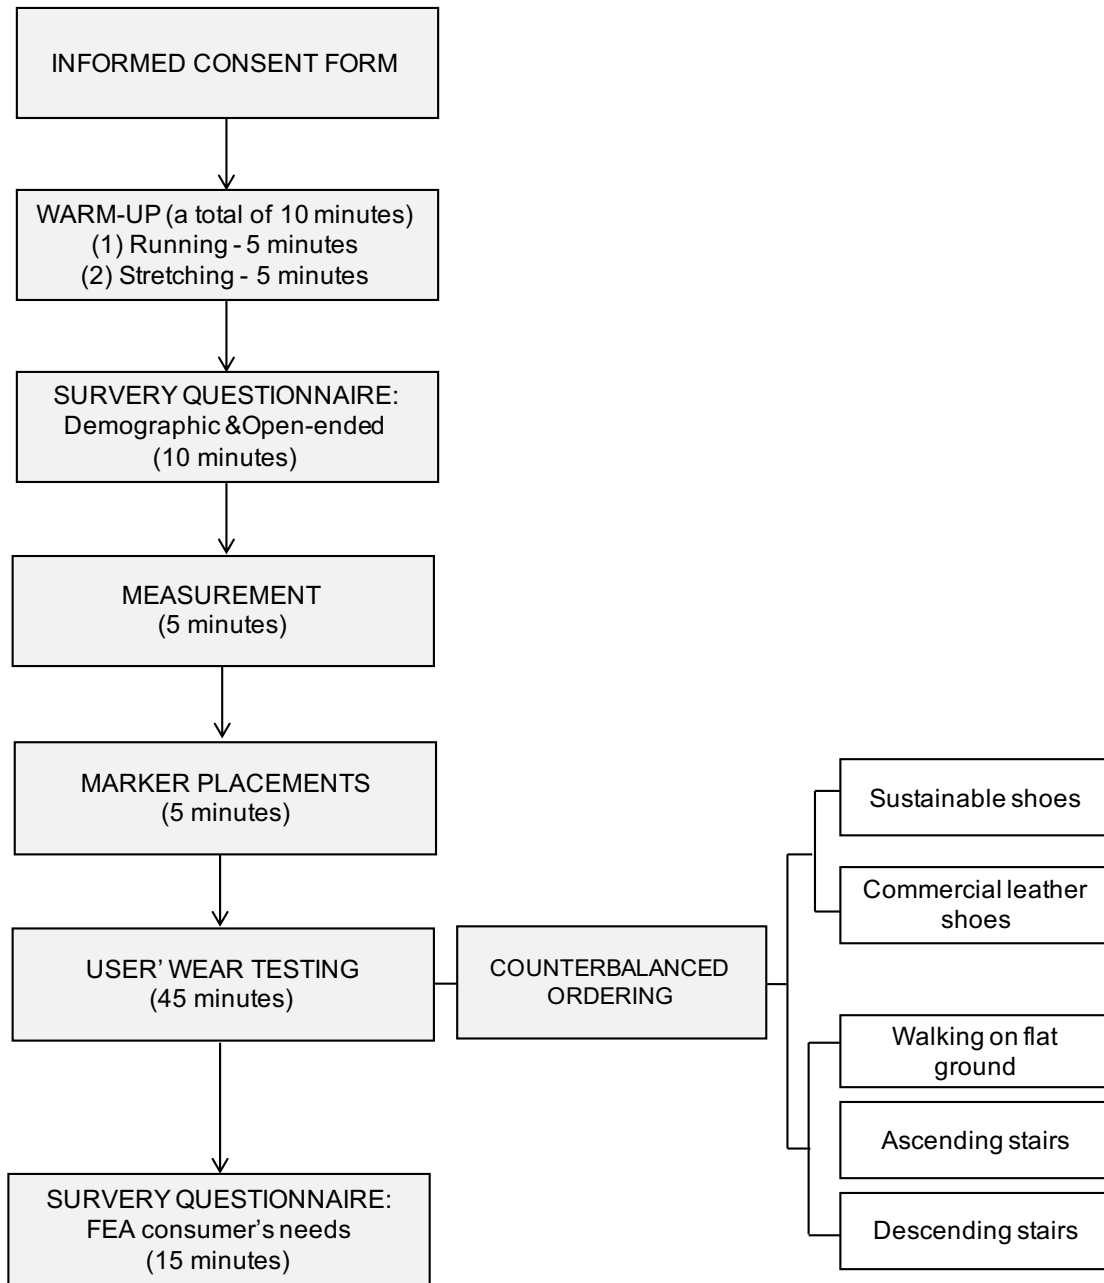 INFORMED CONSENT FORM
WARM-UP (a total of 10 minutes)
(1) Running - 5 minutes
(2) Stretching - 5 minutes
SURVERY QUESTIONNAIRE:
Demographic &Open-ended
(10 minutes)
MEASUREMENT
(5 minutes)
MARKER PLACEMENTS
(5 minutes)
USER’ WEAR TESTING
(45 minutes)
COUNTERBALANCED
ORDERING
Sustainable shoes
Commercial leather
shoes
Walking on flat
ground
Ascending stairs
Descending stairs
SURVERY QUESTIONNAIRE:
FEA consumer’s needs
(15 minutes)